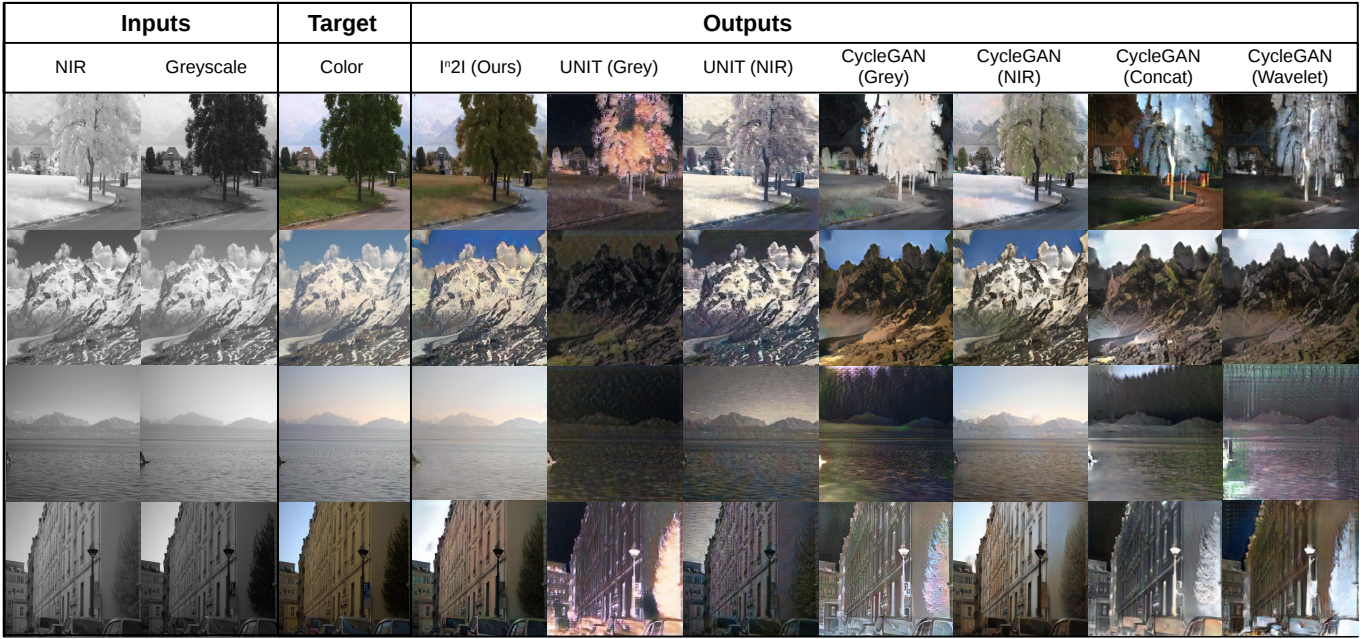 Inputs Target Outputs
NIR Greyscale Color Iⁿ2I (Ours) UNIT (Grey) UNIT (NIR) CycleGAN (Grey) CycleGAN (NIR) CycleGAN (Concat) CycleGAN (Wavelet)